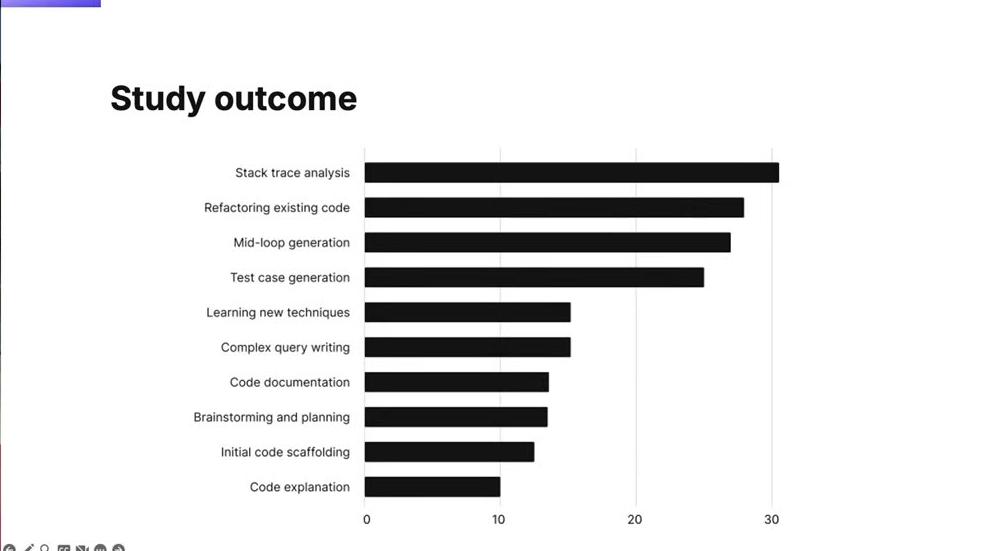 Study outcome
Stack trace analysis
Refactoring existing code
Mid-loop generation
Test case generation
Learning new techniques
Complex query writing
Code documentation
Brainstorming and planning
Initial code scaffolding
Code explanation
0 10 20 30